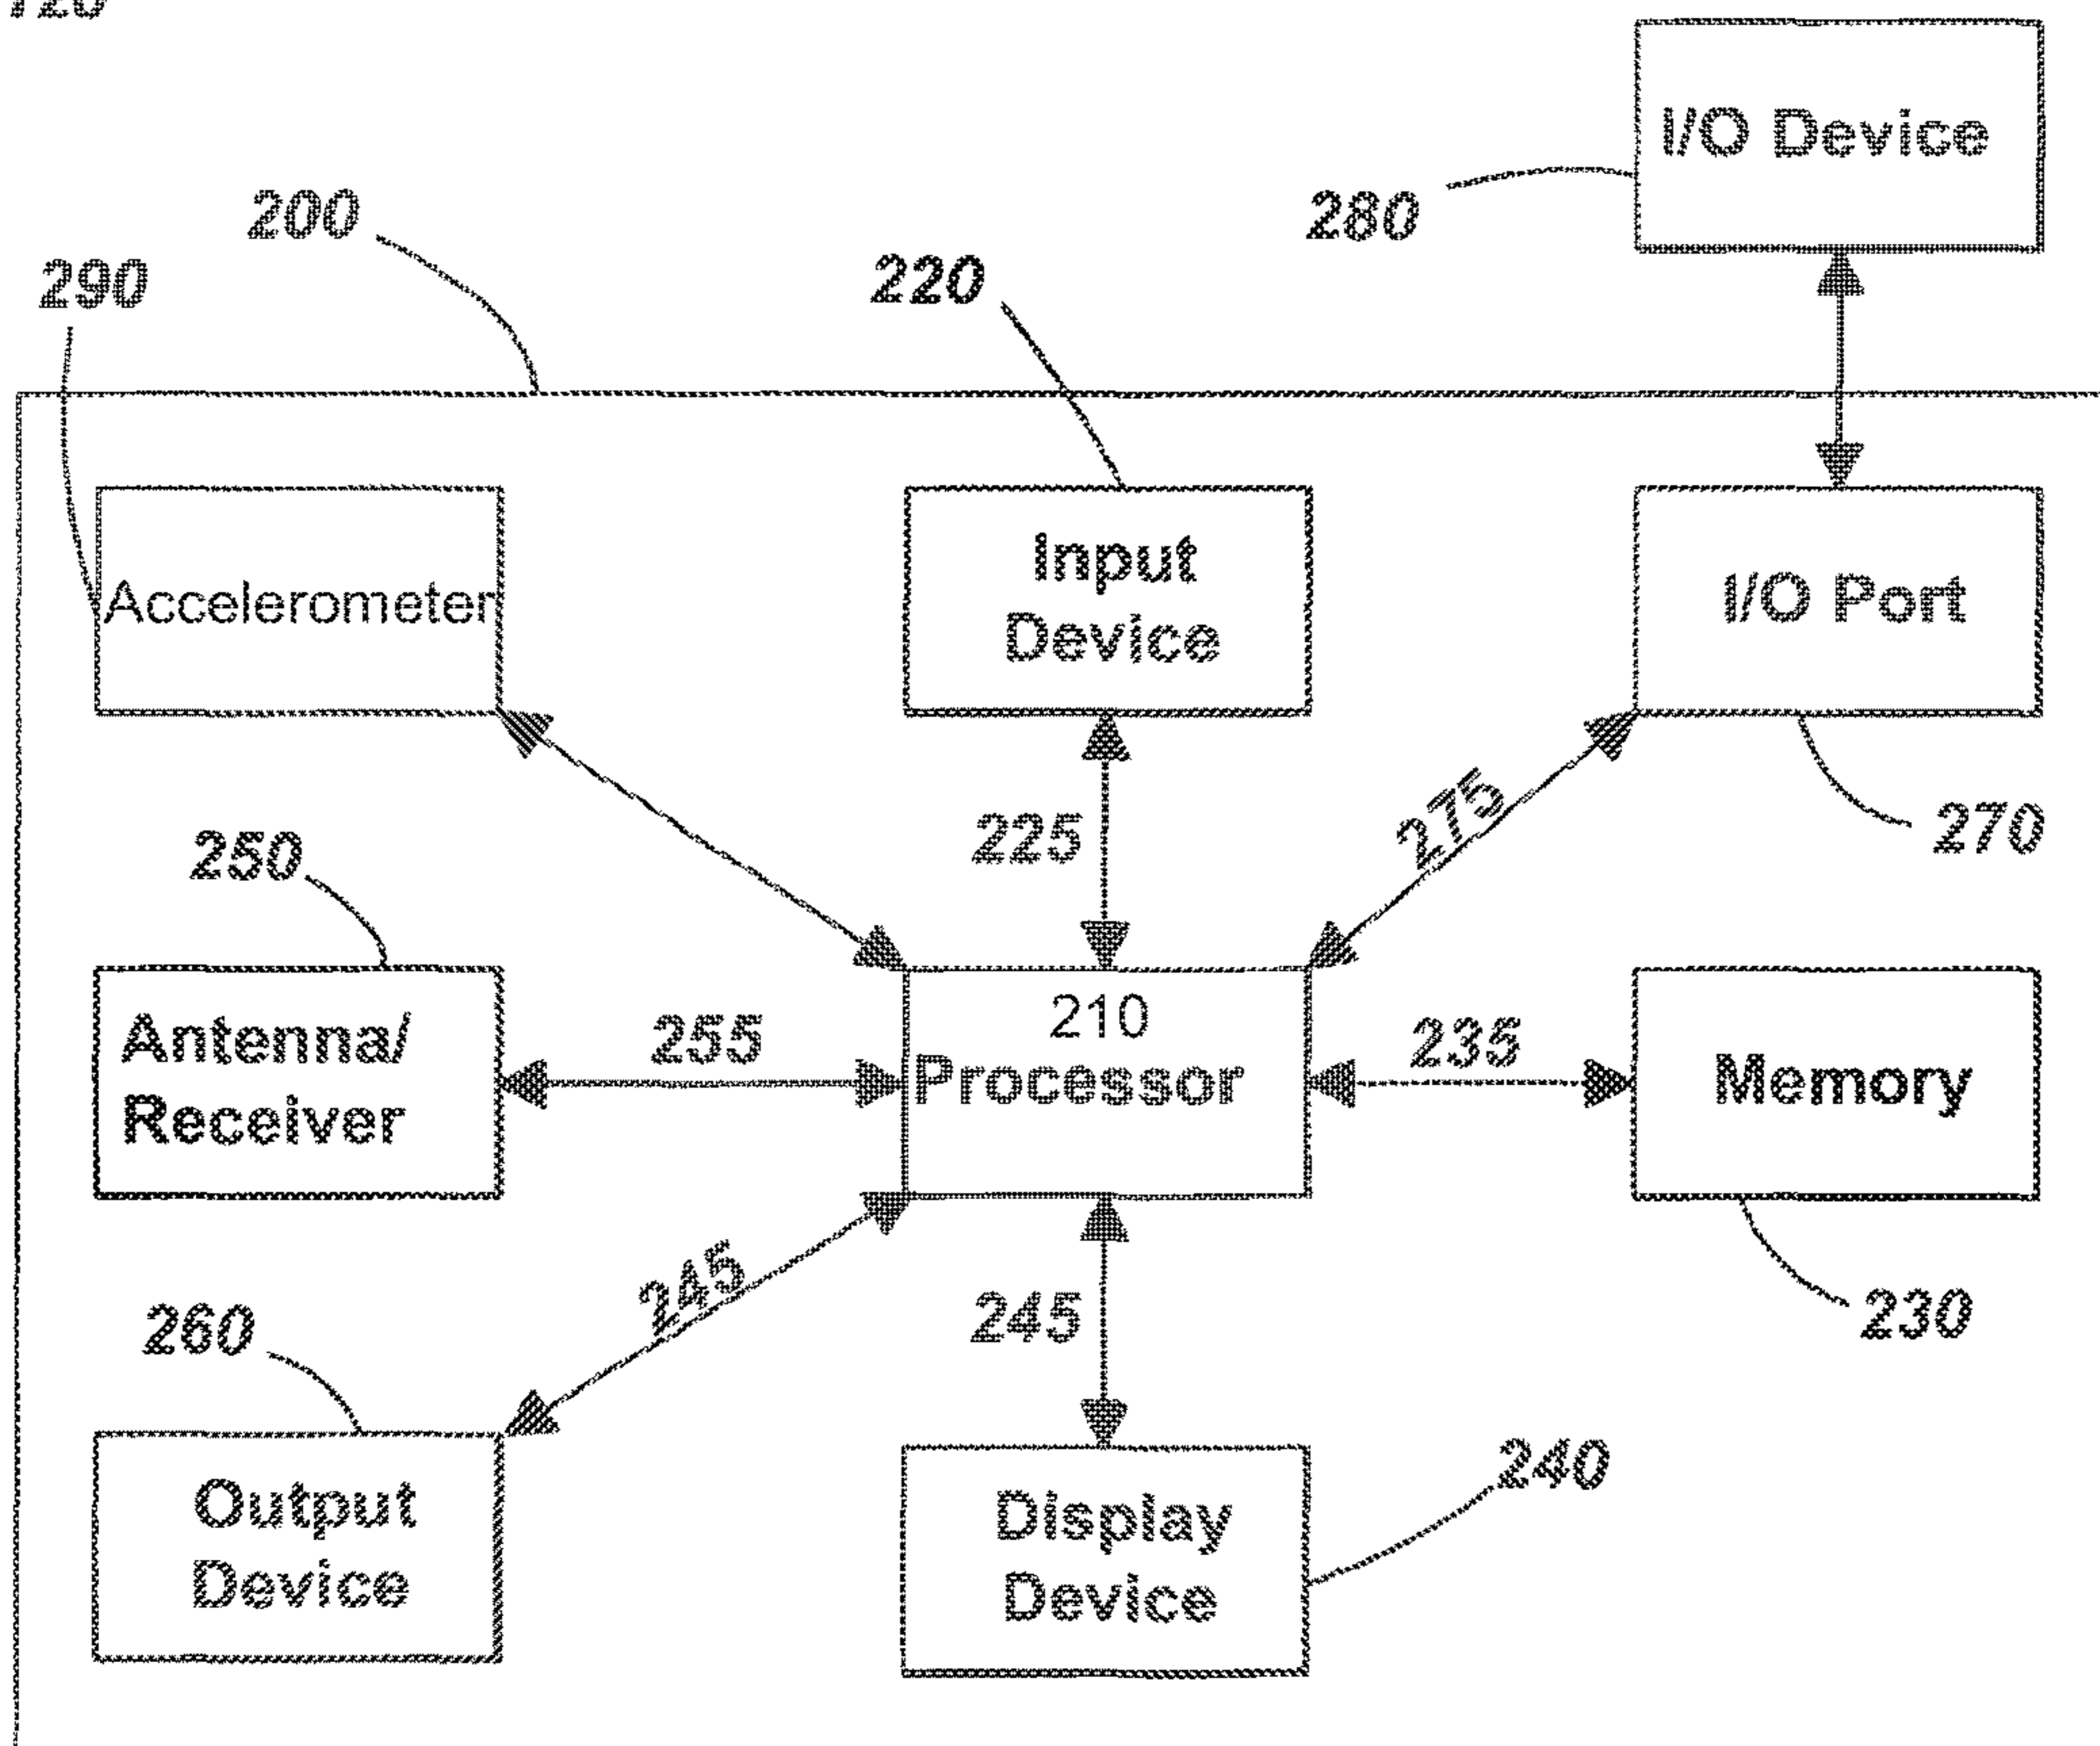 120
I/O Device
280
200
290
220
Accelerometer
Input
Device
I/O Port
225
275
270
250
Antenna/
Receiver
255
210
Processor
235
Memory
245
245
260
230
240
Output
Device
Display
Device